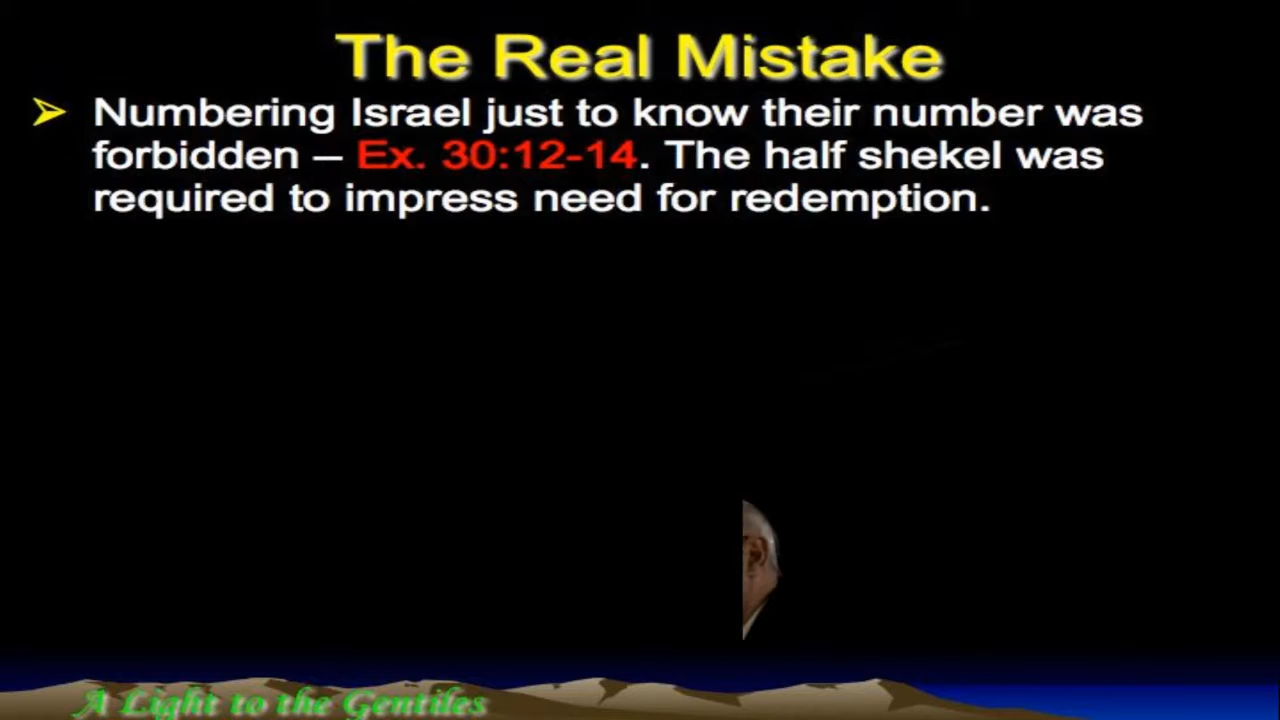 The Real Mistake
➢ Numbering Israel just to know their number was
forbidden – Ex. 30:12-14. The half shekel was
required to impress need for redemption.
A Light to the Gentiles